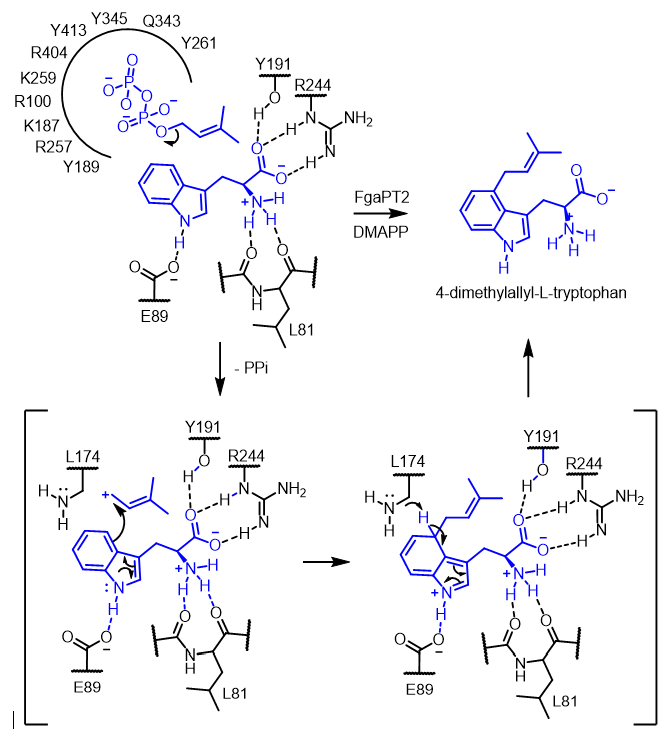 Y413 Y345 Q343
R404 Y261
K259
R100
K187
R257
Y189
O
O⁻ P O⁻
O O
P O⁻
⁻O O
Y191
H O
R244
H N NH₂
N
H
O
O⁻
N H
+ H
H
N
H
O
O O⁻
E89
O O
N
H
L81
FgaPT2
DMAPP
O
O⁻
+
N H
H H
N
H
4-dimethylallyl-L-tryptophan
- PPi
L174
H N̈
H
+
Y191
H O
R244
H N NH₂
N
H
O
O⁻
+ N H
H H
:N
H
O
O O⁻
E89
O O
N
H
L81
L174
H N̈
H
H
Y191
H O
R244
H N NH₂
N
H
O
O⁻
+ N H
H H
N
+
H
O
O O⁻
E89
O O
N
H
L81